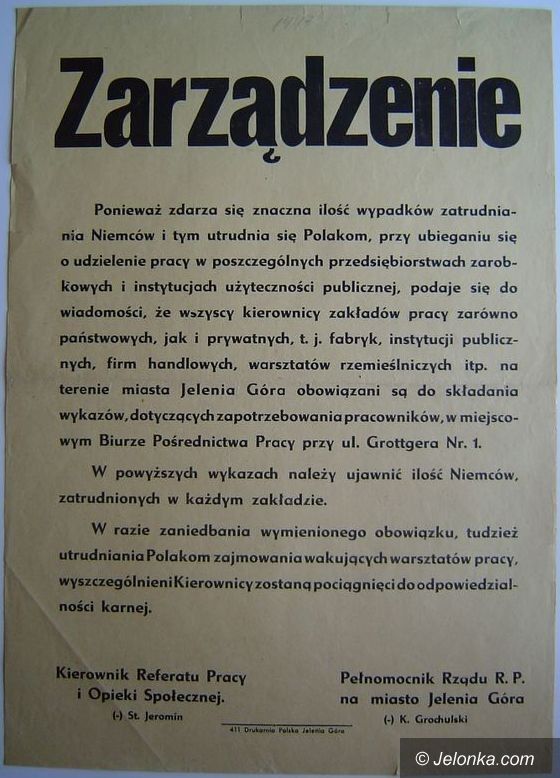 Zarządzenie
Ponieważ zdarza się znaczna ilość wypadków zatrudnia-
nia Niemców i tym utrudnia się Polakom, przy ubieganiu się
o udzielenie pracy w poszczególnych przedsiębiorstwach zarob-
kowych i instytucjach użyteczności publicznej, podaje się do
wiadomości, że wszyscy kierownicy zakładów pracy zarówno
państwowych, jak i prywatnych, t. j. fabryk, instytucji publicz-
nych, firm handlowych, warsztatów rzemieślniczych itp. na
terenie miasta Jelenia Góra obowiązani są do składania
wykazów, dotyczących zapotrzebowania pracowników, w miejsco-
wym Biurze Pośrednictwa Pracy przy ul. Grottgera Nr. 1.
W powyższych wykazach należy ujawnić ilość Niemców,
zatrudnionych w każdym zakładzie.
W razie zaniedbania wymienionego obowiązku, tudzież
utrudniania Polakom zajmowania wakujących warsztatów pracy,
wyszczególnieni Kierownicy zostaną pociągnięci do odpowiedzial-
ności karnej.
Kierownik Referatu Pracy
i Opieki Społecznej.
(-) St. Jeromin
Pełnomocnik Rządu R. P.
na miasto Jelenia Góra
(-) K. Grochulski
411 Drukarnia Polska Jelenia Góra
© Jelonka.com